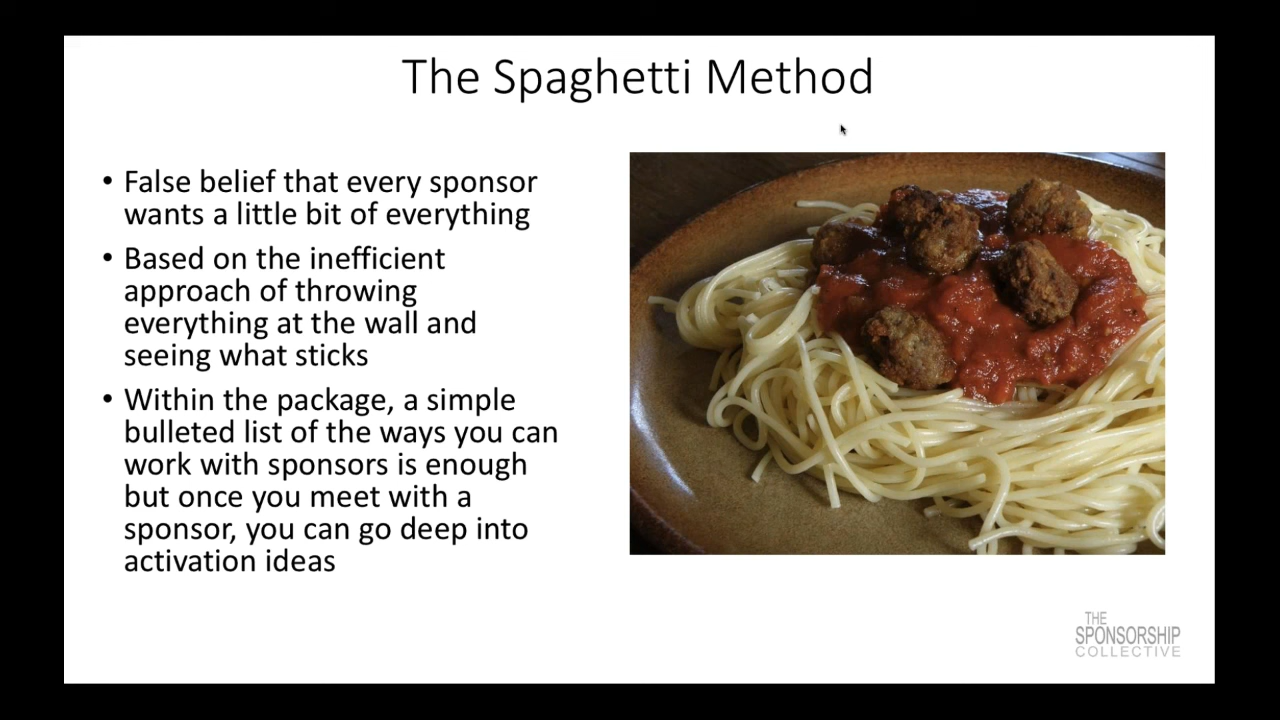 The Spaghetti Method
• False belief that every sponsor
wants a little bit of everything
• Based on the inefficient
approach of throwing
everything at the wall and
seeing what sticks
• Within the package, a simple
bulleted list of the ways you can
work with sponsors is enough
but once you meet with a
sponsor, you can go deep into
activation ideas
THE
SPONSORSHIP
COLLECTIVE